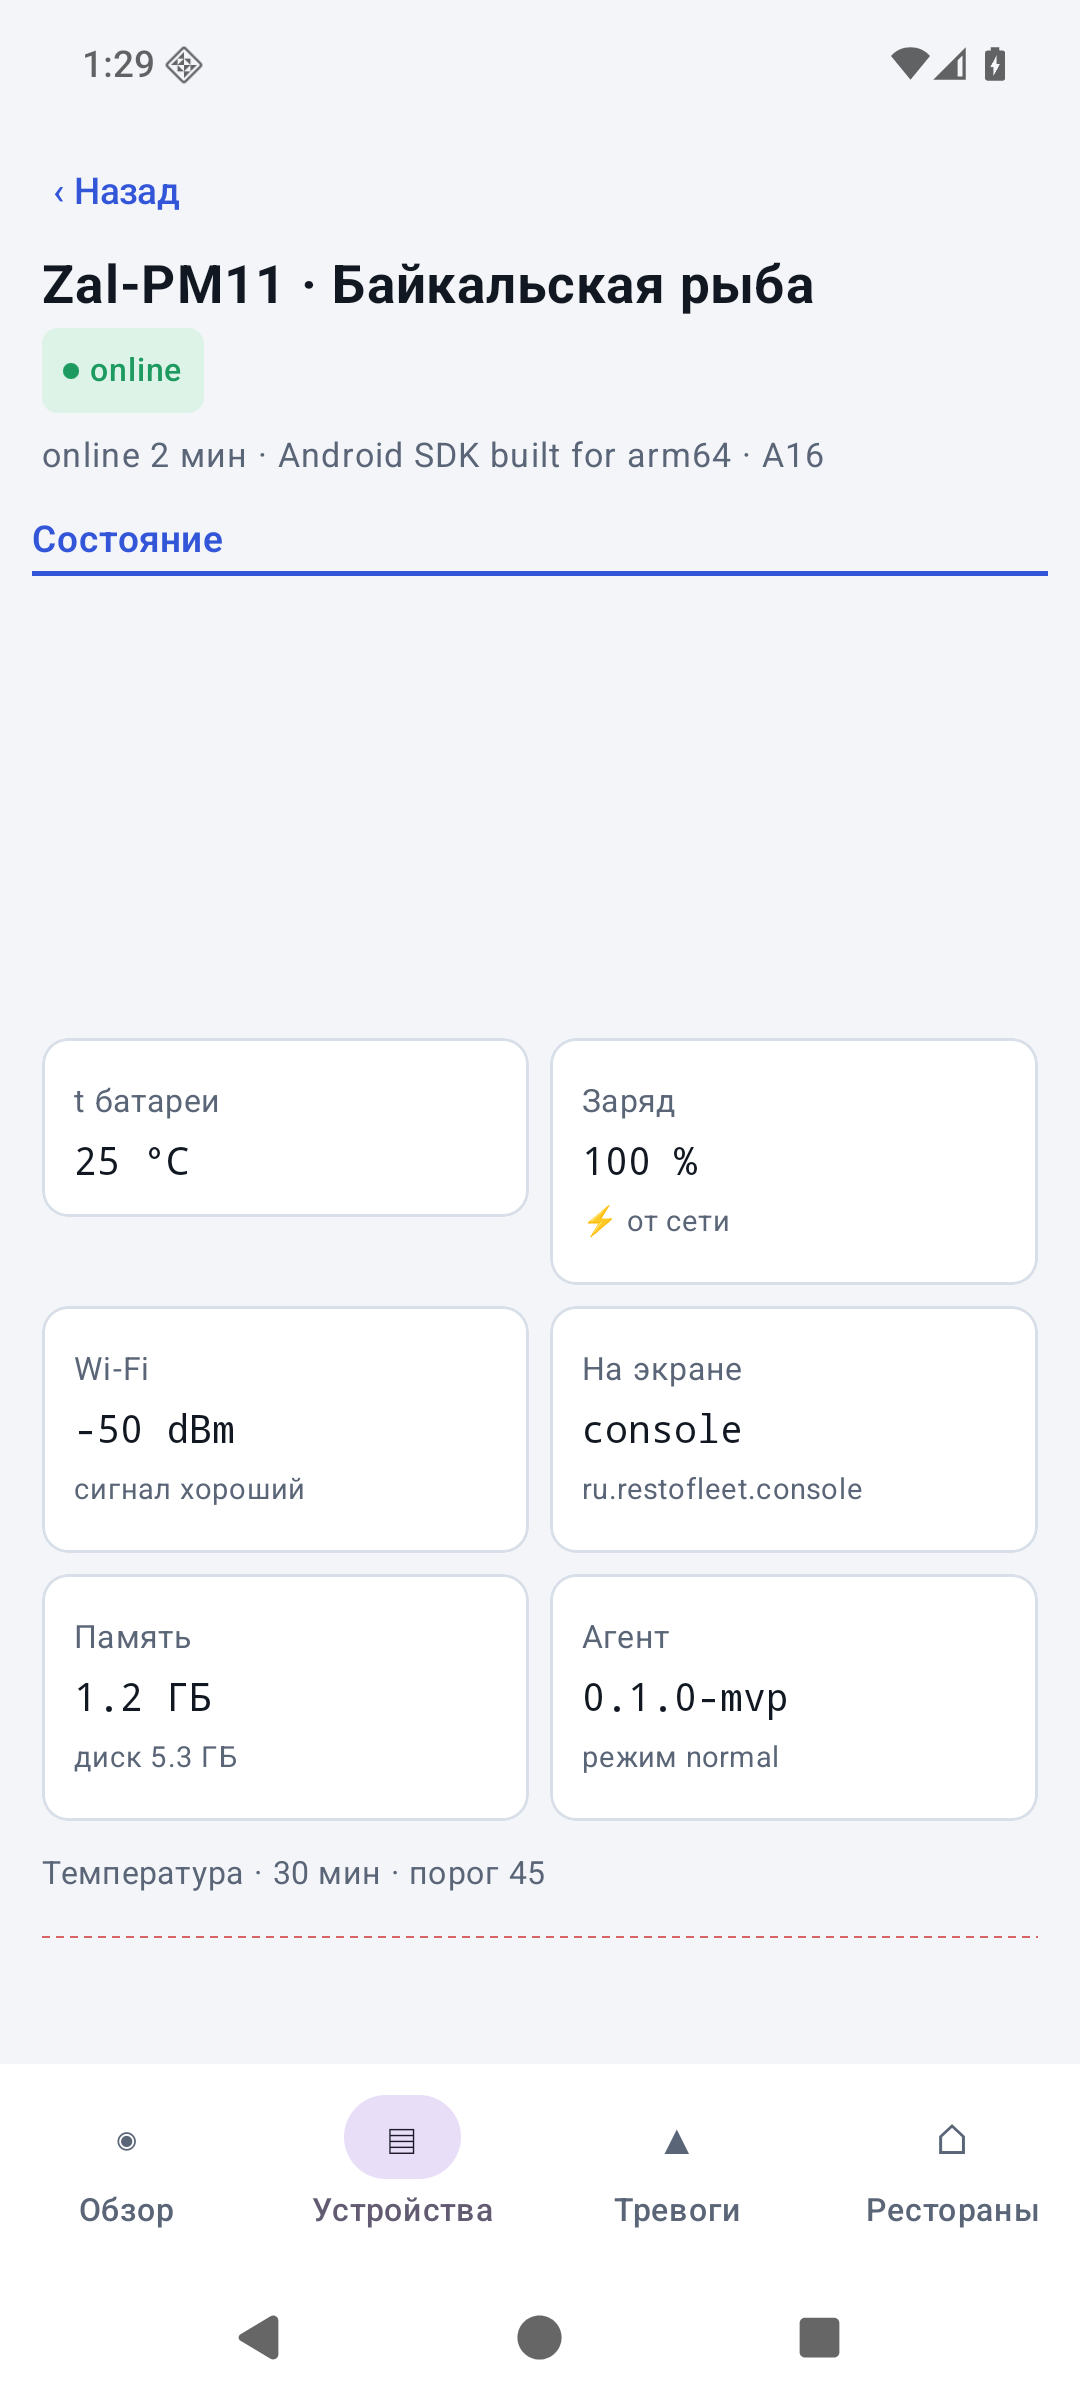 1:29
‹ Назад
Zal-PM11 · Байкальская рыба
online
online 2 мин · Android SDK built for arm64 · A16
Состояние
t батареи
25 °C
Заряд
100 %
⚡ от сети
Wi-Fi
-50 dBm
сигнал хороший
На экране
console
ru.restofleet.console
Память
1.2 ГБ
диск 5.3 ГБ
Агент
0.1.0-mvp
режим normal
Температура · 30 мин · порог 45
Обзор
Устройства
Тревоги
Рестораны